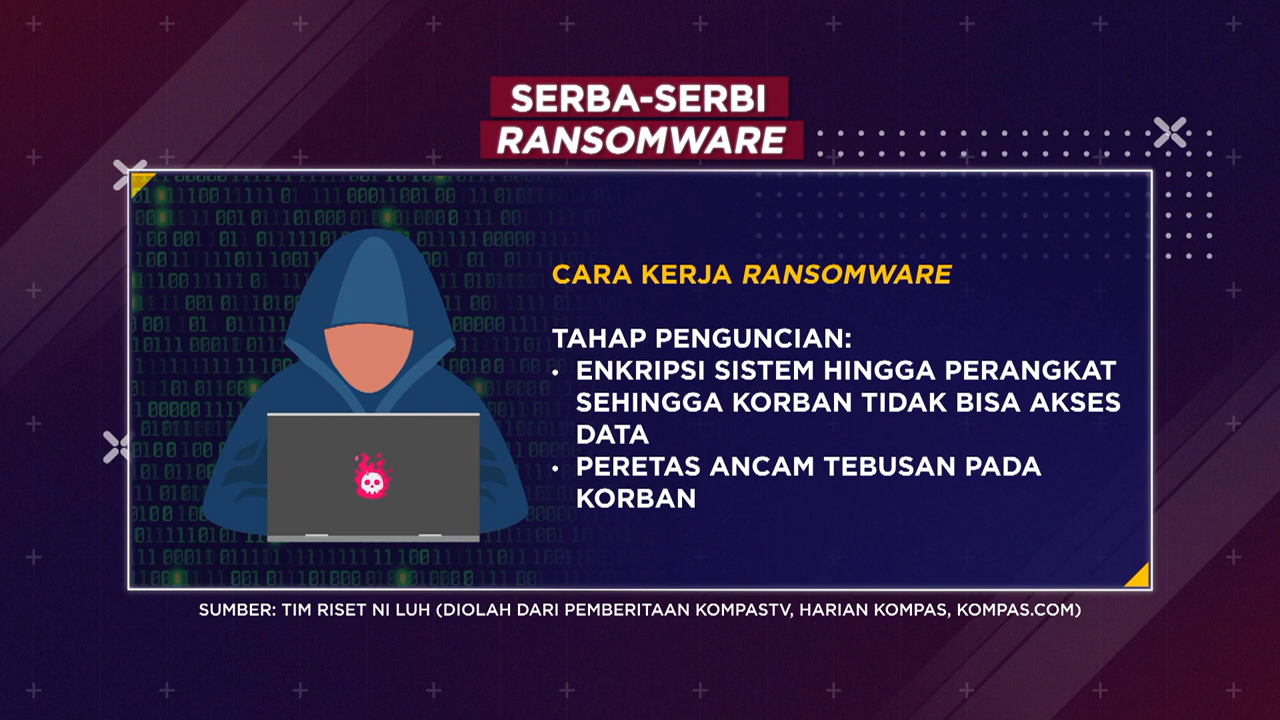 SERBA-SERBI
RANSOMWARE
CARA KERJA RANSOMWARE
TAHAP PENGUNCIAN:
• ENKRIPSI SISTEM HINGGA PERANGKAT
SEHINGGA KORBAN TIDAK BISA AKSES
DATA
• PERETAS ANCAM TEBUSAN PADA
KORBAN
SUMBER: TIM RISET NI LUH (DIOLAH DARI PEMBERITAAN KOMPASTV, HARIAN KOMPAS, KOMPAS.COM)